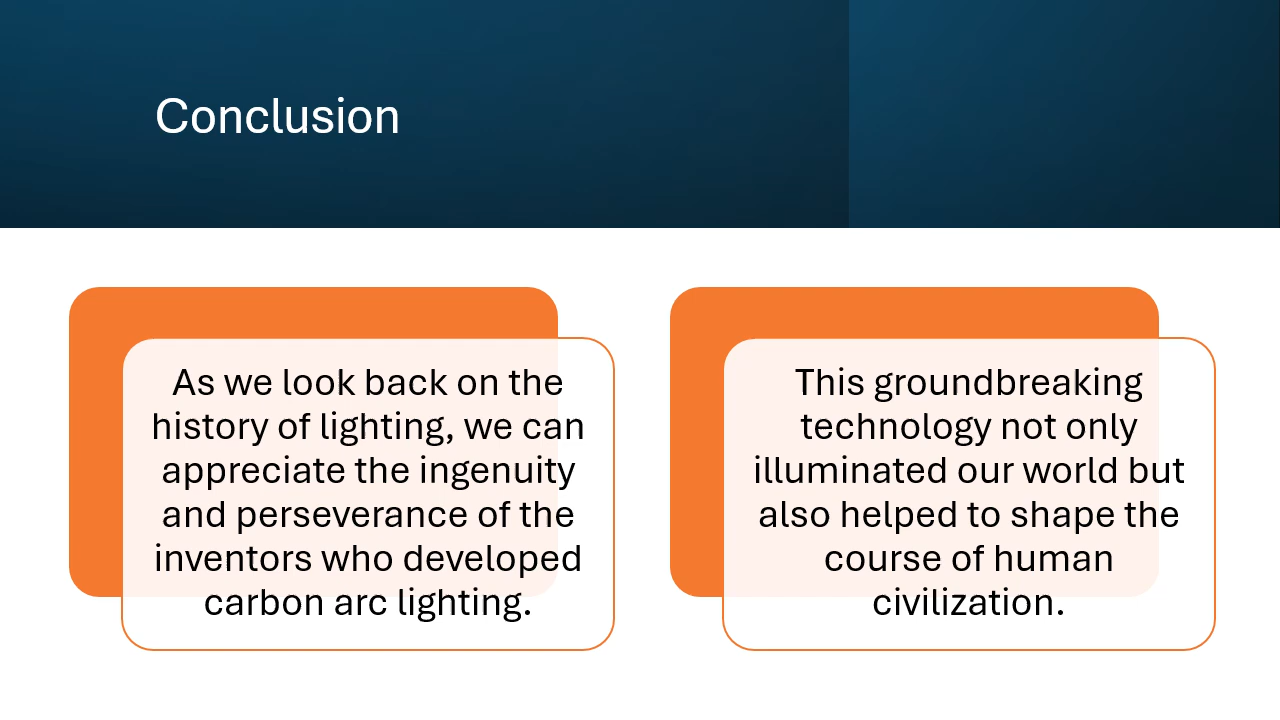 Conclusion
As we look back on the
history of lighting, we can
appreciate the ingenuity
and perseverance of the
inventors who developed
carbon arc lighting.
This groundbreaking
technology not only
illuminated our world but
also helped to shape the
course of human
civilization.